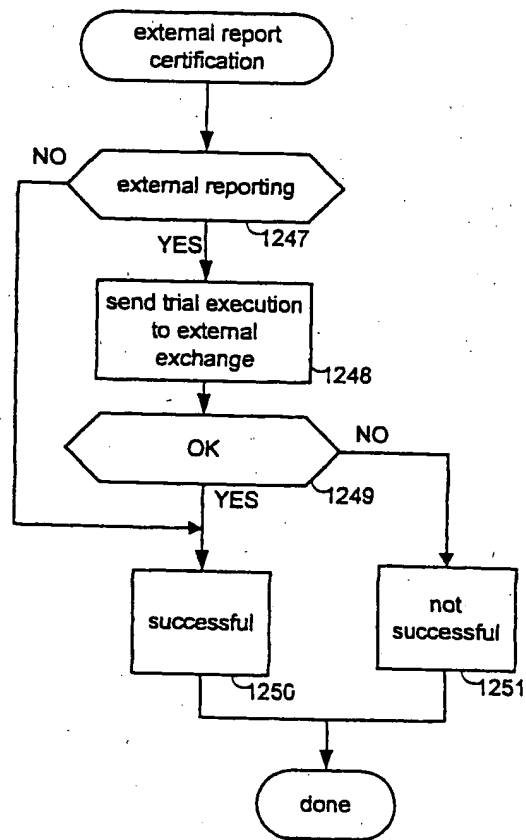 external report
certification
NO
external reporting
1247
YES
send trial execution
to external
exchange
1248
OK
NO
1249
YES
successful
1250
not
successful
1251
done